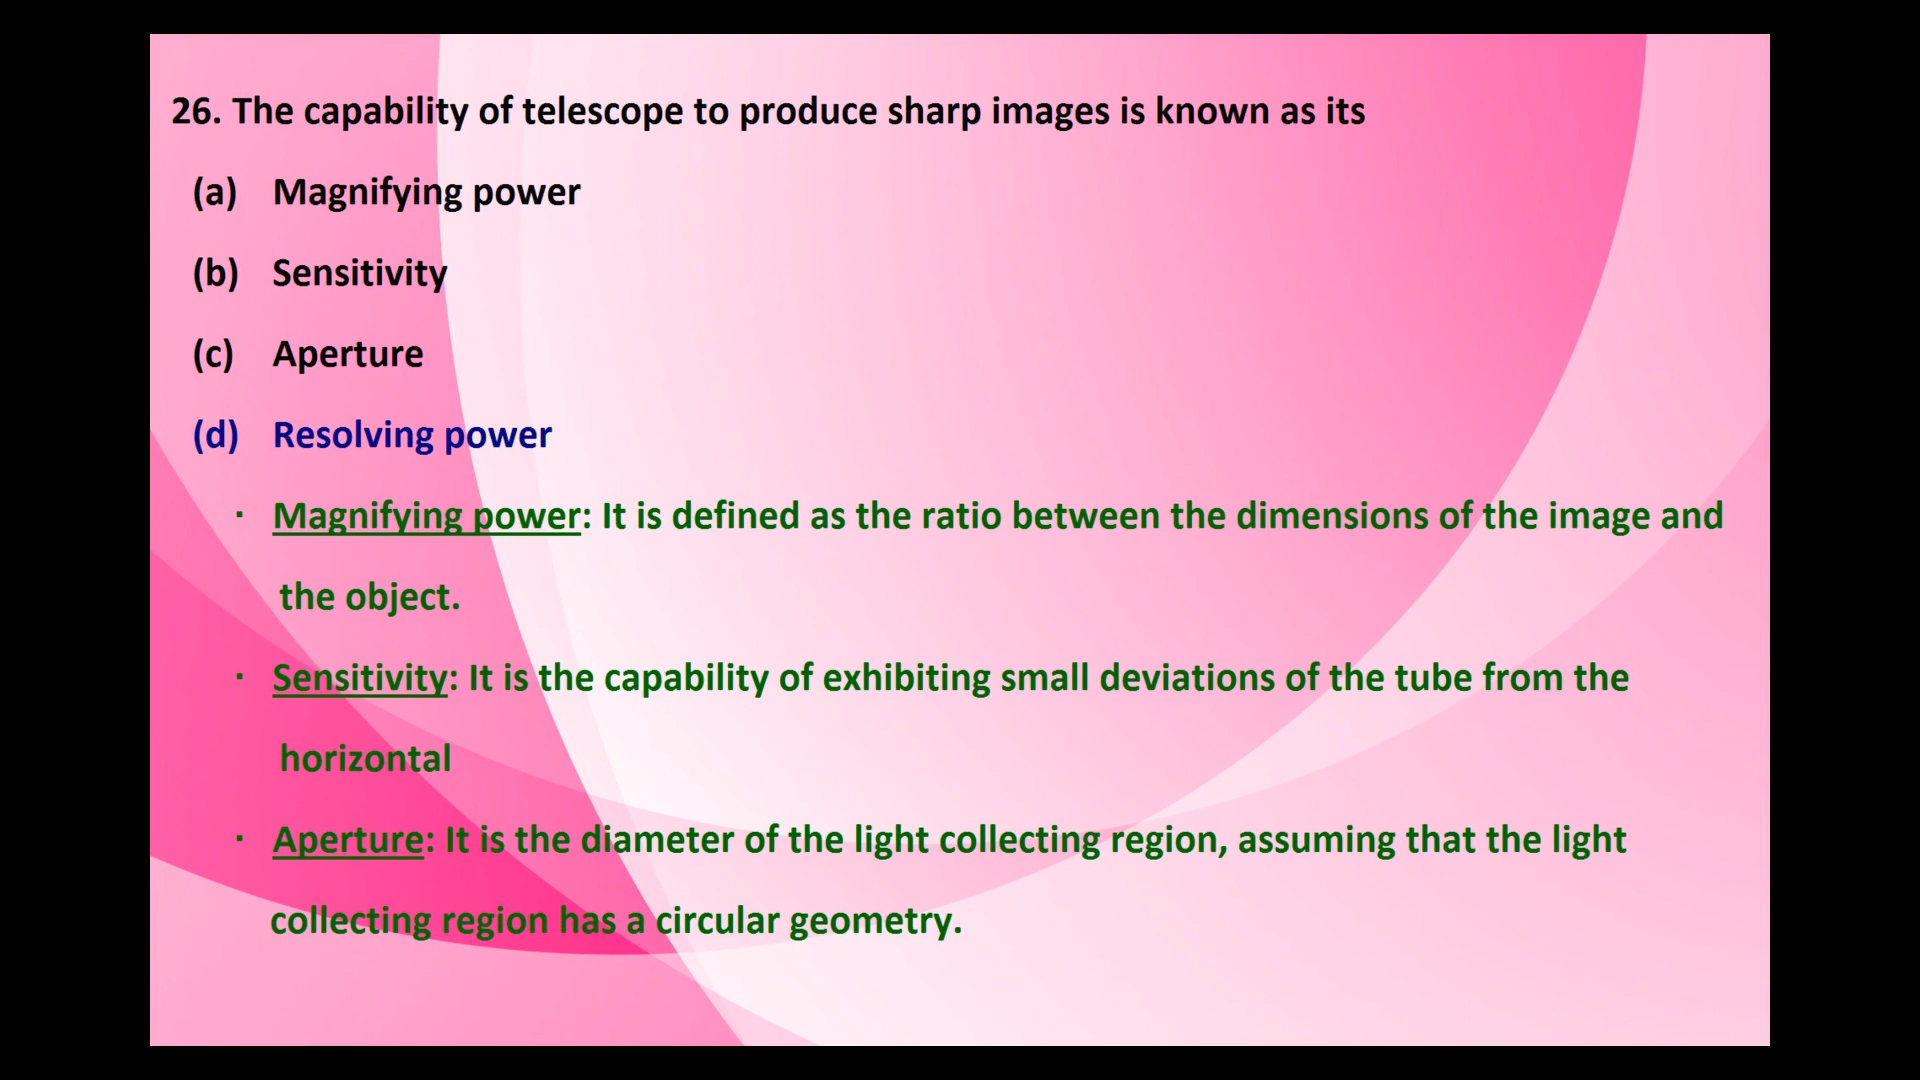 26. The capability of telescope to produce sharp images is known as its
(a) Magnifying power
(b) Sensitivity
(c) Aperture
(d) Resolving power
· Magnifying power: It is defined as the ratio between the dimensions of the image and
the object.
· Sensitivity: It is the capability of exhibiting small deviations of the tube from the
horizontal
· Aperture: It is the diameter of the light collecting region, assuming that the light
collecting region has a circular geometry.